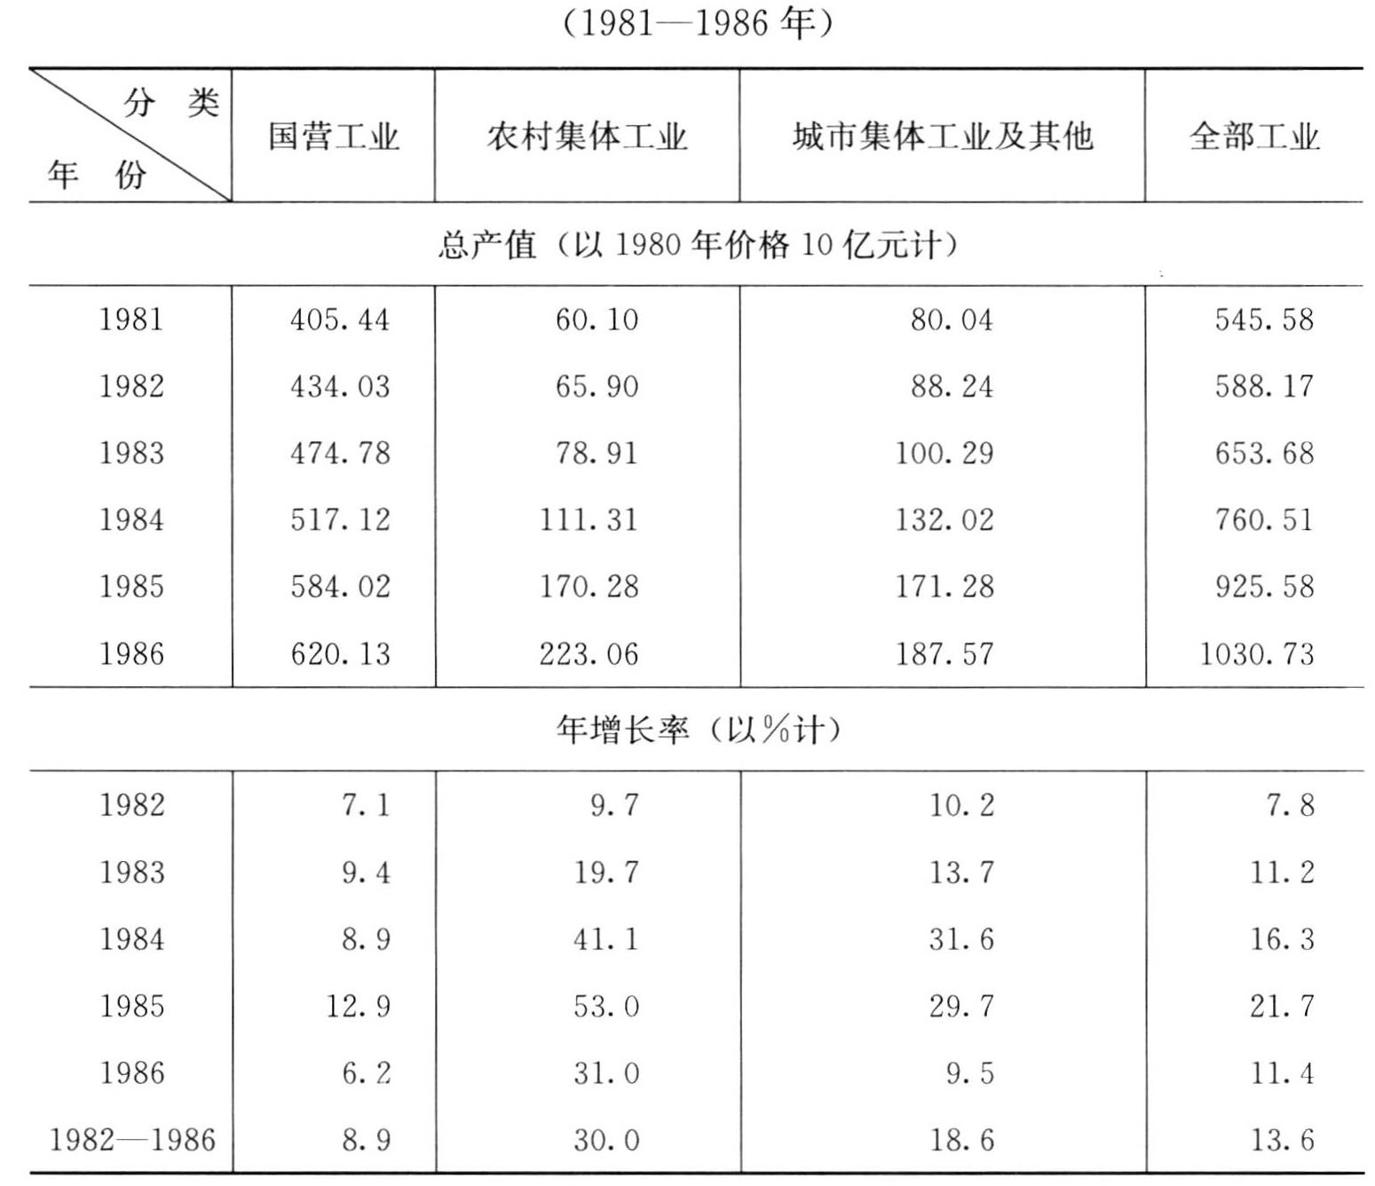 （1981—1986 年）
分 类
年 份
国营工业 农村集体工业 城市集体工业及其他 全部工业
总产值（以 1980 年价格 10 亿元计）
1981 405.44 60.10 80.04 545.58
1982 434.03 65.90 88.24 588.17
1983 474.78 78.91 100.29 653.68
1984 517.12 111.31 132.02 760.51
1985 584.02 170.28 171.28 925.58
1986 620.13 223.06 187.57 1030.73
年增长率（以%计）
1982 7.1 9.7 10.2 7.8
1983 9.4 19.7 13.7 11.2
1984 8.9 41.1 31.6 16.3
1985 12.9 53.0 29.7 21.7
1986 6.2 31.0 9.5 11.4
1982—1986 8.9 30.0 18.6 13.6